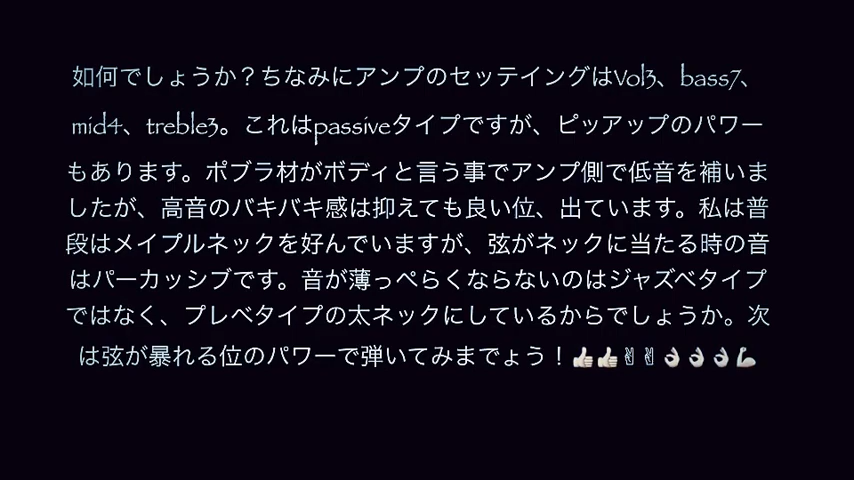 如何でしょうか？ちなみにアンプのセッテイングはVol3、bass7、
mid4、treble3。これはpassiveタイプですが、ピッアップのパワー
もあります。ポブラ材がボディと言う事でアンプ側で低音を補いま
したが、高音のバキバキ感は抑えても良い位、出ています。私は普
段はメイプルネックを好んでいますが、弦がネックに当たる時の音
はパーカッシブです。音が薄っぺらくならないのはジャズベタイプ
ではなく、プレベタイプの太ネックにしているからでしょうか。次
は弦が暴れる位のパワーで弾いてみまでょう！👍👍✌✌👌👌👌💪